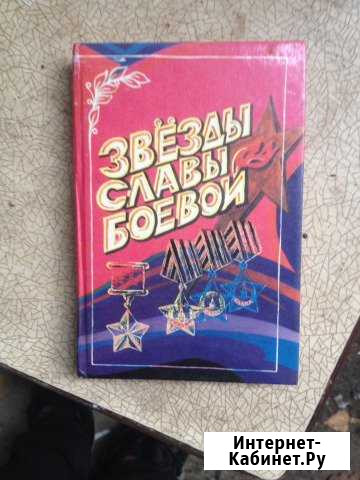 ЗВЁЗДЫ
СЛАВЫ
БОЕВОЙ
Интернет-
Кабинет.Ру